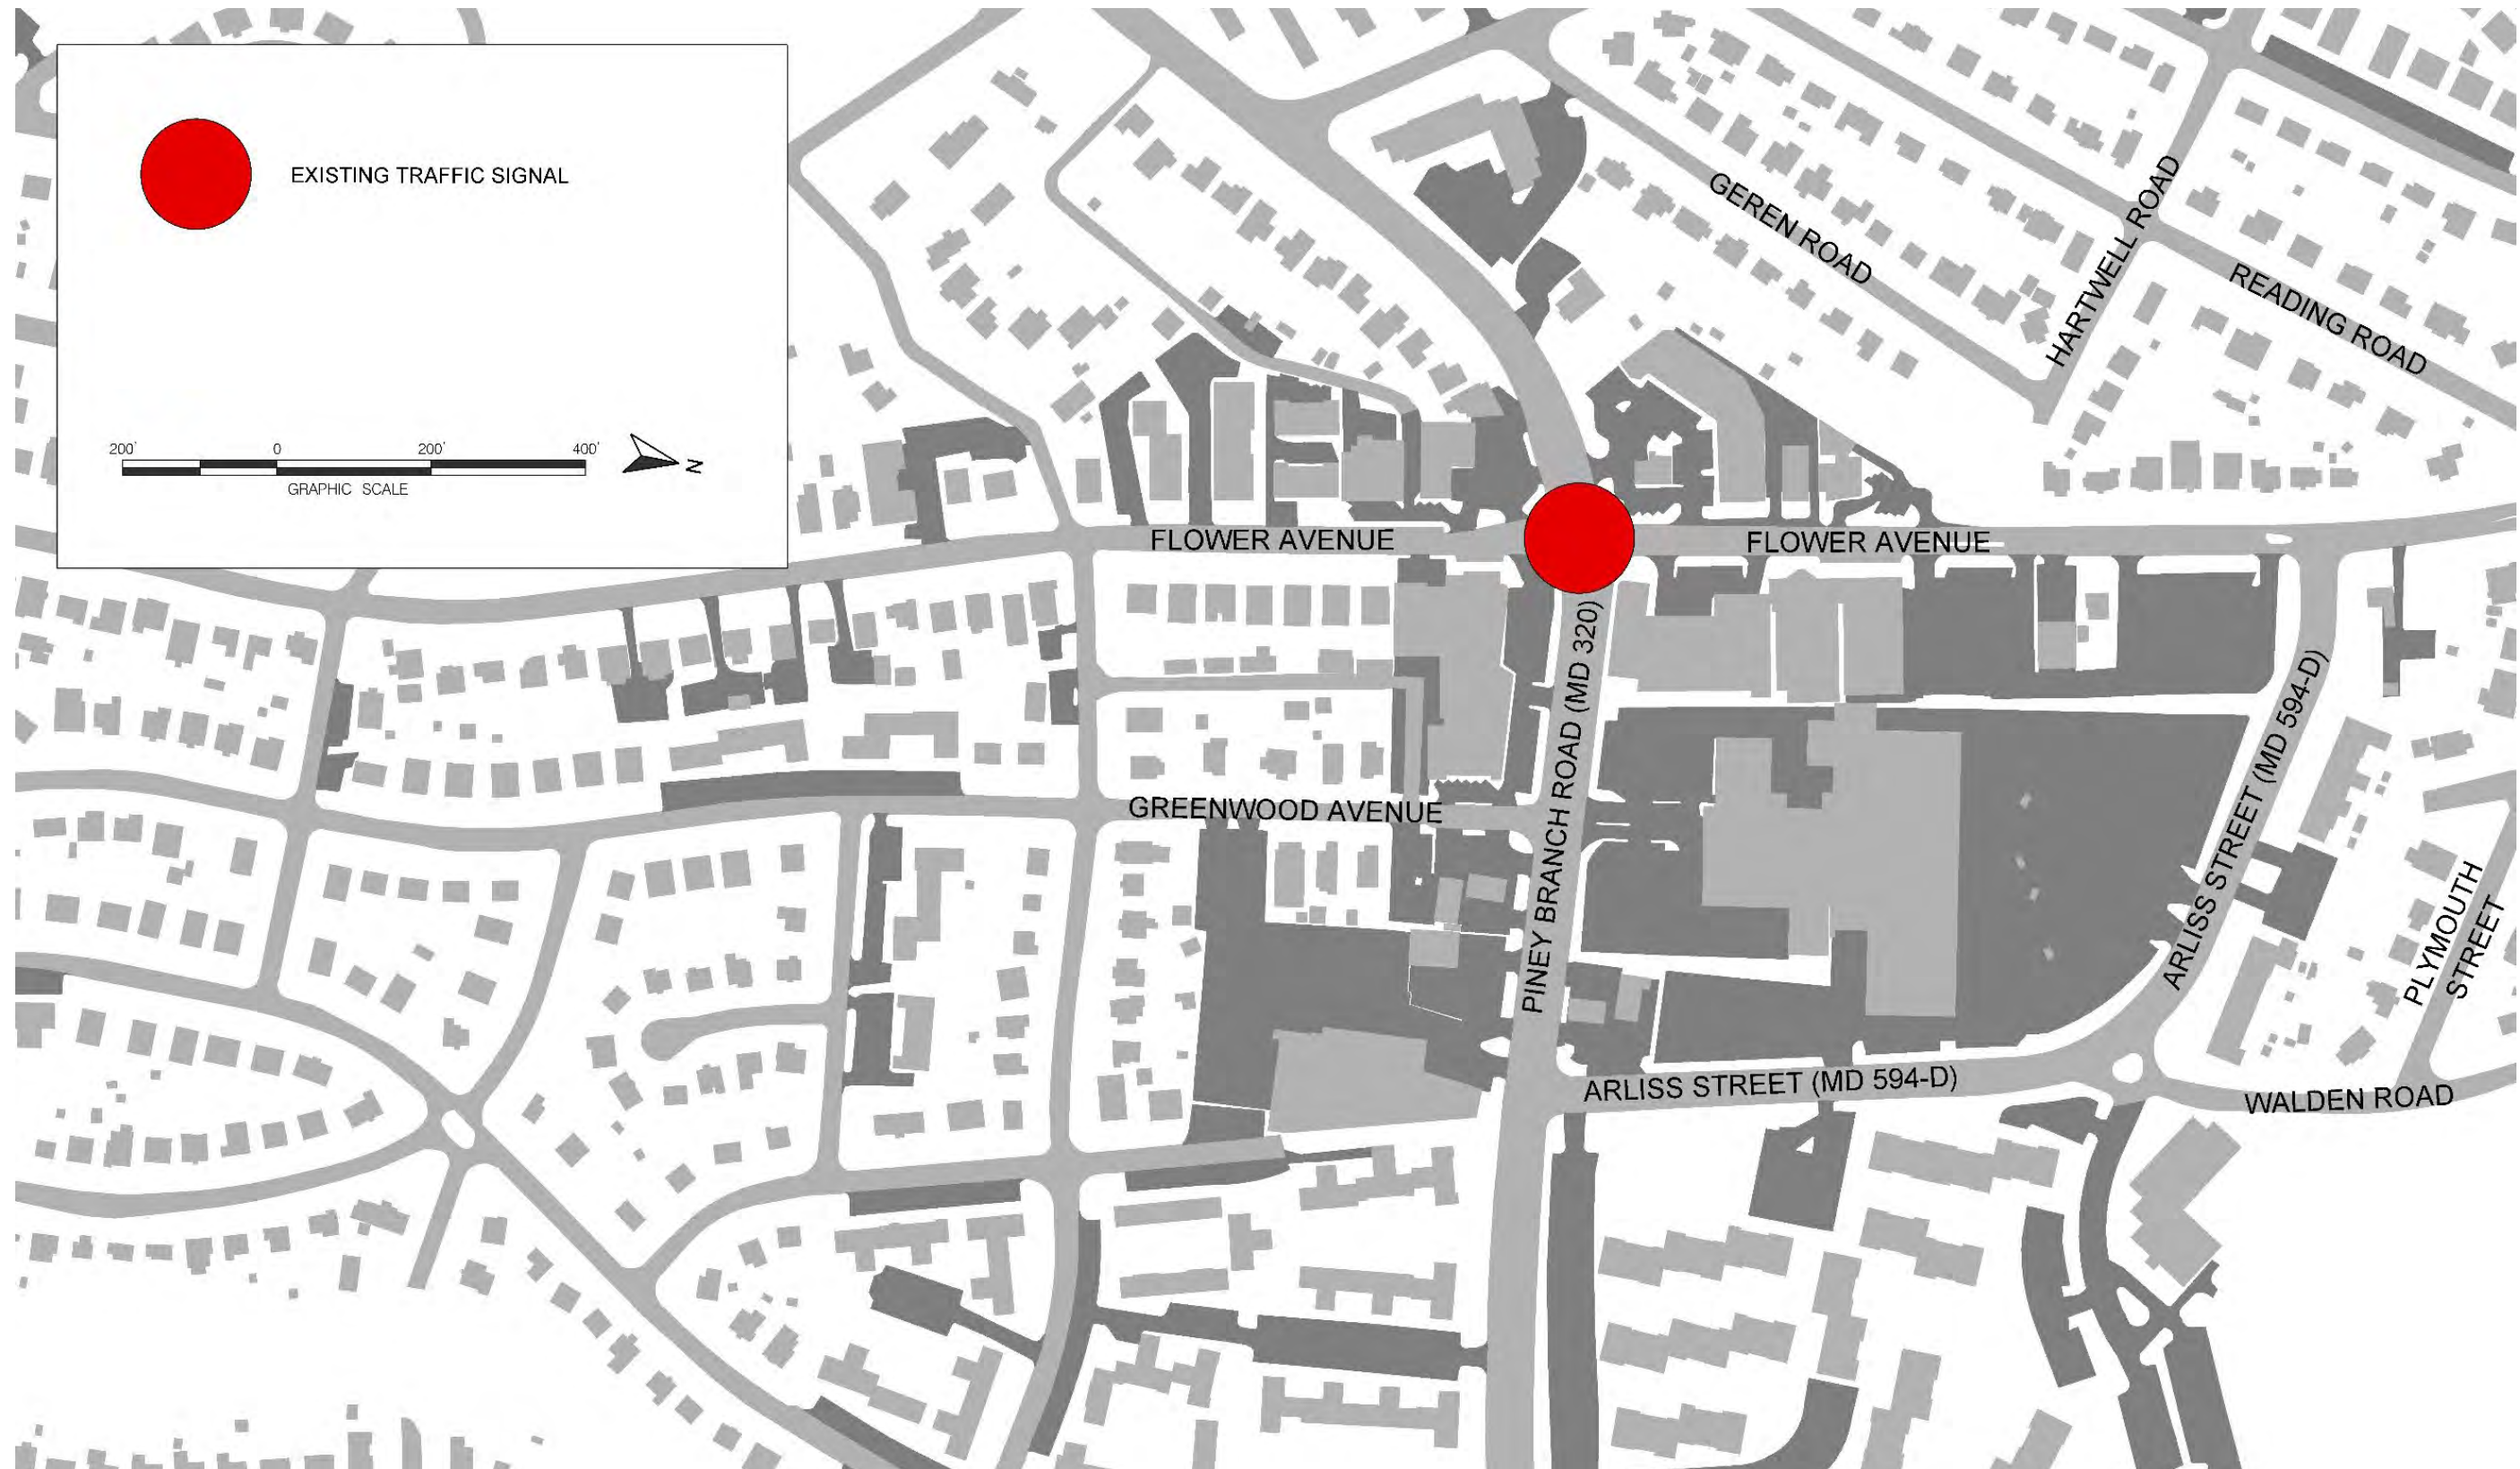 EXISTING TRAFFIC SIGNAL
200' 0 200' 400'
GRAPHIC SCALE
N
GEREN ROAD
HARTWELL ROAD
READING ROAD
FLOWER AVENUE
FLOWER AVENUE
PINEY BRANCH ROAD (MD 320)
ARLISS STREET (MD 594-D)
GREENWOOD AVENUE
PLYMOUTH
STREET
ARLISS STREET (MD 594-D)
WALDEN ROAD